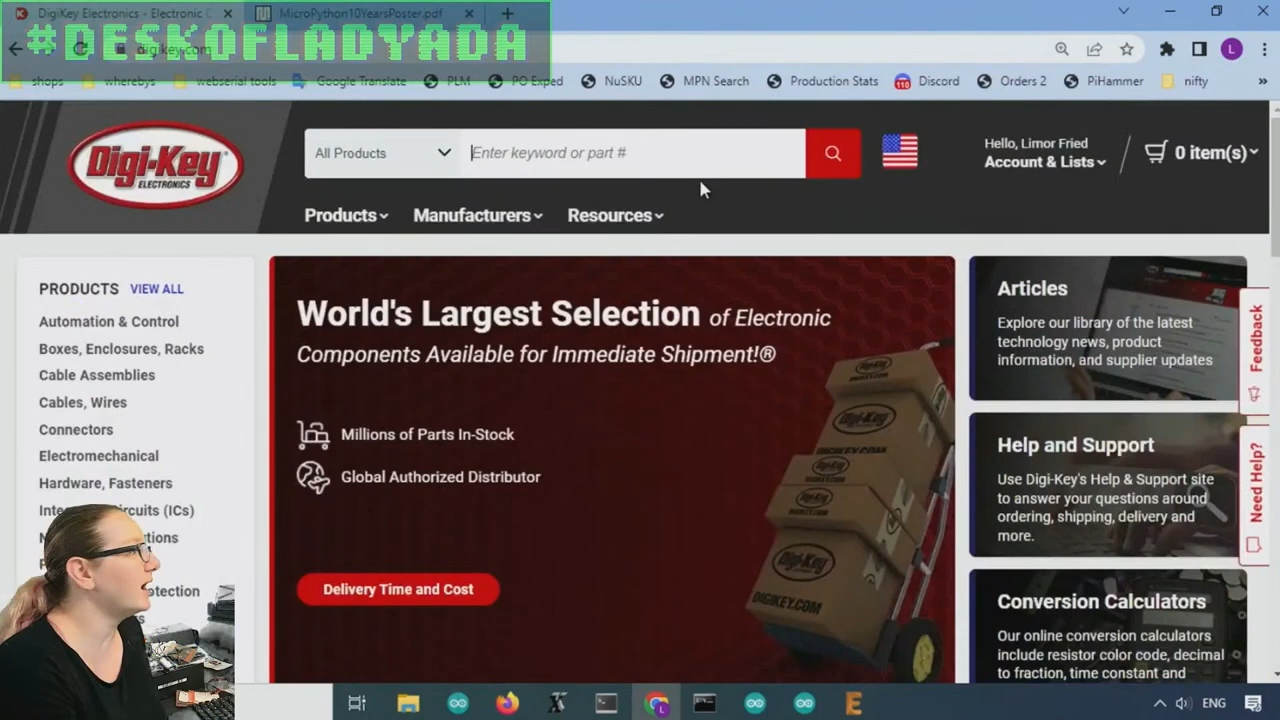 DigiKey Electronics - Electronic C
MicroPython10YearsPoster.pdf
#DESKOFLADYADA
digikey.com
shops
wherebys
webserial tools
Google Translate
PLM
PO Exped
NuSKU
MPN Search
Production Stats
110
Discord
Orders 2
PiHammer
nifty
»
Digi-Key
ELECTRONICS
All Products
Enter keyword or part #
Hello, Limor Fried
Account & Lists
0 item(s)
Products
Manufacturers
Resources
PRODUCTS VIEW ALL
Automation & Control
Boxes, Enclosures, Racks
Cable Assemblies
Cables, Wires
Connectors
Electromechanical
Hardware, Fasteners
Circuits (ICs)
World's Largest Selection of Electronic
Components Available for Immediate Shipment!®
Millions of Parts In-Stock
Global Authorized Distributor
Delivery Time and Cost
Digi-Key
DIGIKEY.COM
Articles
Explore our library of the latest
technology news, product
information, and supplier updates
Help and Support
Use Digi-Key's Help & Support site
to answer your questions around
ordering, shipping, delivery and
more.
Conversion Calculators
Our online conversion calculators
include resistor color code, decimal
to fraction, time constant and
Feedback
Need Help?
ENG